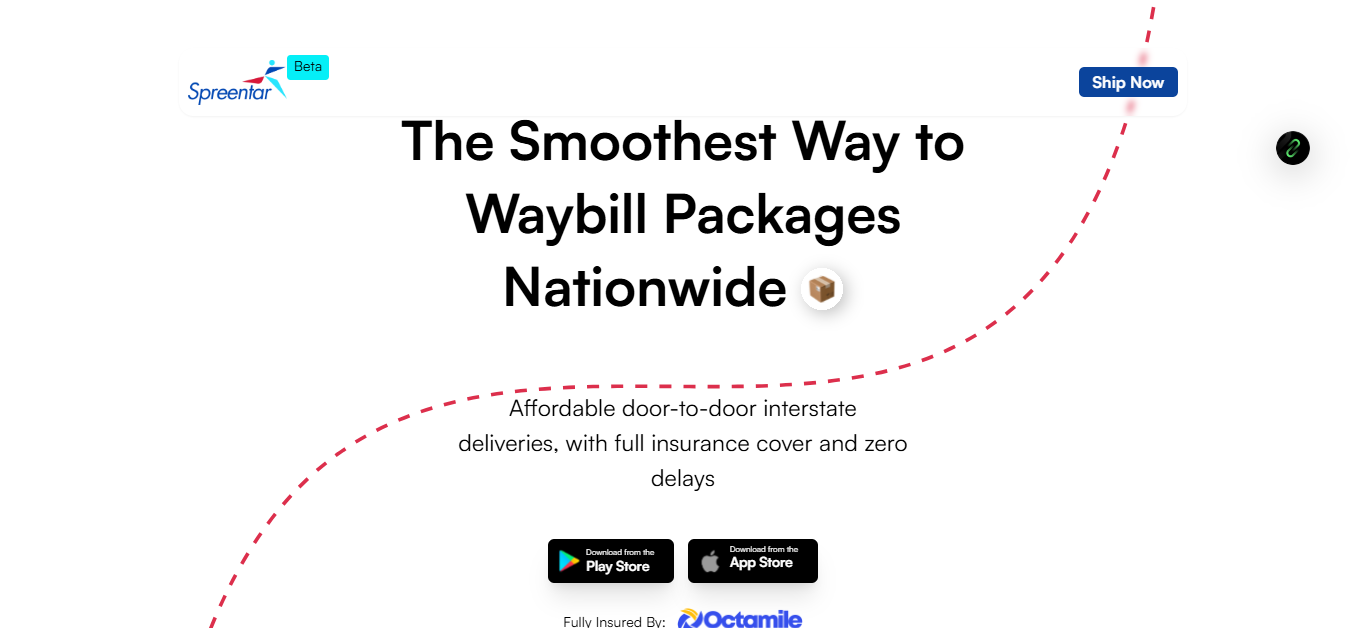 Spreentar
Beta
Ship Now
The Smoothest Way to
Waybill Packages
Nationwide
Affordable door-to-door interstate
deliveries, with full insurance cover and zero
delays
Download from the
Play Store
Download from the
App Store
Fully Insured By: Octamile